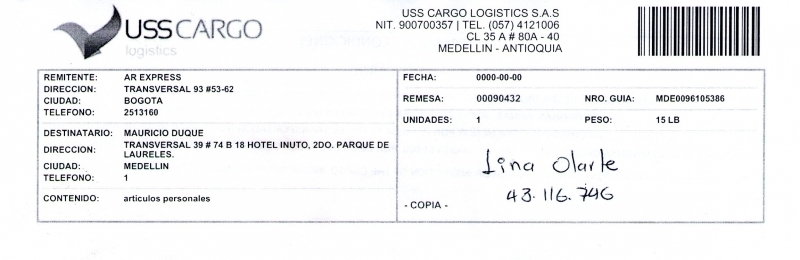 USSCARGO
logistics
USS CARGO LOGISTICS S.A.S
NIT. 900700357 | TEL. (057) 4121006
CL 35 A # 80A - 40
MEDELLIN - ANTIOQUIA
REMITENTE: AR EXPRESS
DIRECCION: TRANSVERSAL 93 #53-62
CIUDAD: BOGOTA
TELEFONO: 2513160
DESTINATARIO: MAURICIO DUQUE
DIRECCION: TRANSVERSAL 39 # 74 B 18 HOTEL INUTO, 2DO. PARQUE DE
LAURELES.
CIUDAD: MEDELLIN
TELEFONO: 1
CONTENIDO: articulos personales
FECHA: 0000-00-00
REMESA: 00090432 NRO. GUIA: MDE0096105386
UNIDADES: 1 PESO: 15 LB
Lina Olarte
43.116.746
- COPIA -